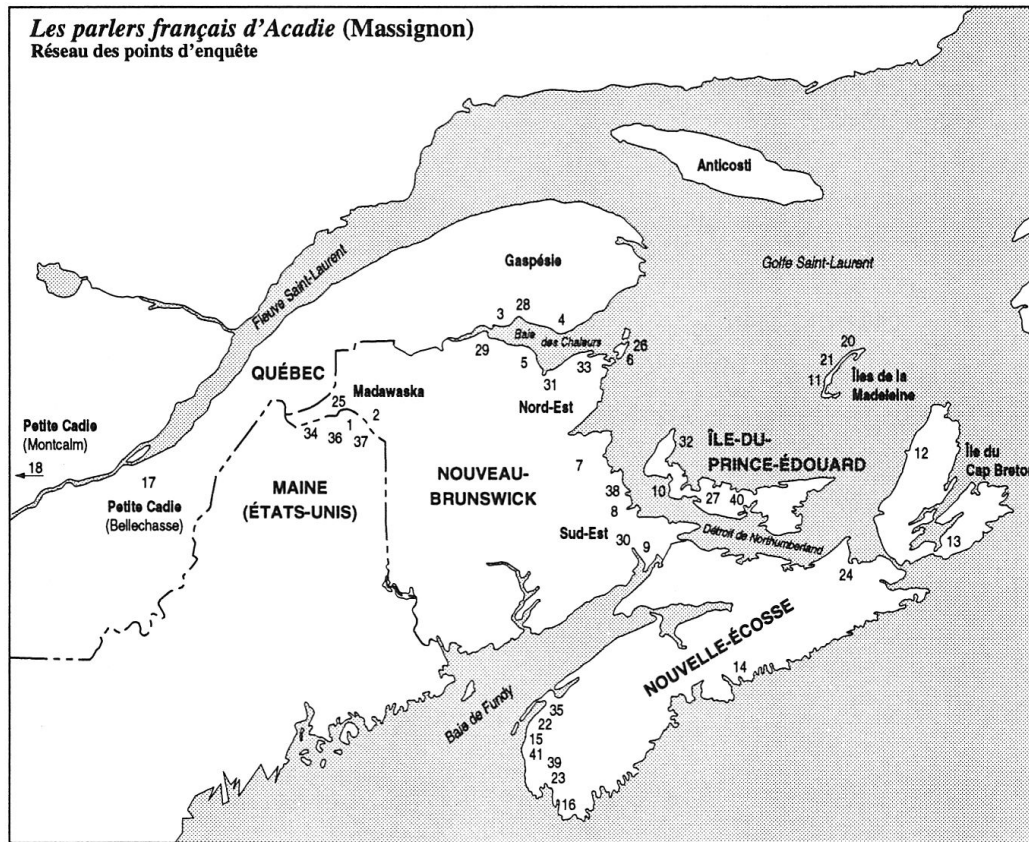 Les parlers français d'Acadie (Massignon)
Réseau des points d'enquête
Anticosti
Gaspésie
Golfe Saint-Laurent
Fleuve Saint-Laurent
3
28
4
Baie
des Chaleurs
29
5
33
31
26
6
Nord-Est
20
21
11
Îles de la
Madeleine
QUÉBEC
Madawaska
25
2
1
34
36
37
Petite Cadie
(Montcalm)
18
17
Petite Cadie
(Bellechasse)
MAINE
(ÉTATS-UNIS)
NOUVEAU-
BRUNSWICK
7
38
8
Sud-Est
30
9
32
ÎLE-DU-
PRINCE-ÉDOUARD
10
27
40
Détroit de Northumberland
12
Île du
Cap Breton
13
24
NOUVELLE-ÉCOSSE
14
Baie de Fundy
35
22
15
41
39
23
16